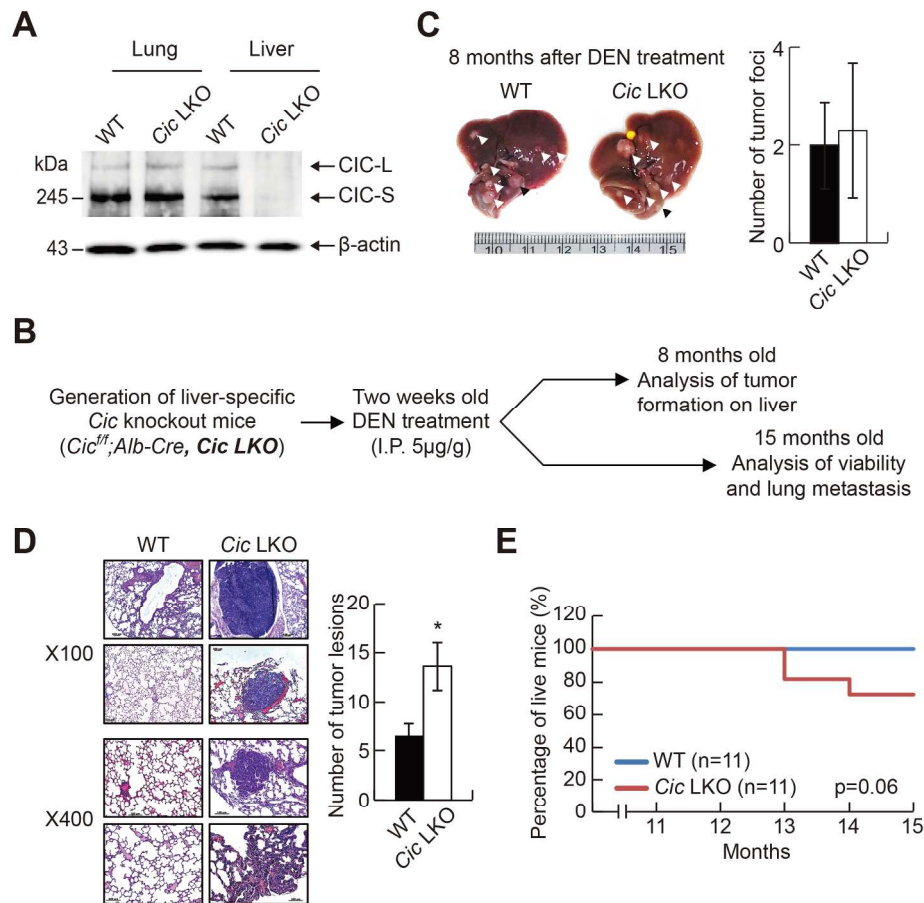 A
Lung
Liver
WT
Cic LKO
WT
Cic LKO
kDa
CIC-L
245
CIC-S
43
β-actin
C
8 months after DEN treatment
WT
Cic LKO
10 11 12 13 14 15
Number of tumor foci
4
2
0
WT
Cic LKO
B
Generation of liver-specific
Cic knockout mice
(Cic^f/f;Alb-Cre, Cic LKO)
Two weeks old
DEN treatment
(I.P. 5μg/g)
8 months old
Analysis of tumor
formation on liver
15 months old
Analysis of viability
and lung metastasis
D
WT
Cic LKO
X100
X400
Number of tumor lesions
20
15
10
5
0
*
WT
Cic LKO
E
Percentage of live mice (%)
120
100
80
60
40
20
0
WT (n=11)
Cic LKO (n=11)
p=0.06
11 12 13 14 15
Months